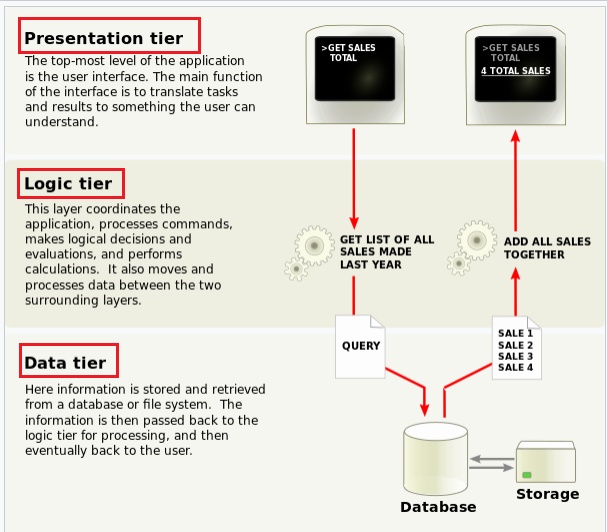 Presentation tier
The top-most level of the application
is the user interface. The main function
of the interface is to translate tasks
and results to something the user can
understand.
>GET SALES
TOTAL
>GET SALES
TOTAL
4 TOTAL SALES
Logic tier
This layer coordinates the
application, processes commands,
makes logical decisions and
evaluations, and performs
calculations. It also moves and
processes data between the two
surrounding layers.
GET LIST OF ALL
SALES MADE
LAST YEAR
ADD ALL SALES
TOGETHER
Data tier
Here information is stored and retrieved
from a database or file system. The
information is then passed back to the
logic tier for processing, and then
eventually back to the user.
QUERY
SALE 1
SALE 2
SALE 3
SALE 4
Database
Storage